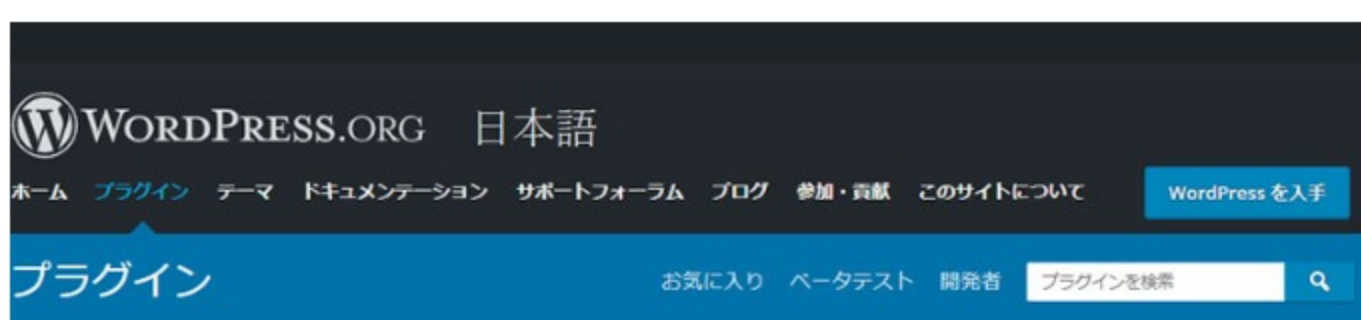 WORDPRESS.ORG 日本語
ホーム プラグイン テーマ ドキュメンテーション サポートフォーラム ブログ 参加・貢献 このサイトについて WordPress を入手
プラグイン お気に入り ベータテスト 開発者 プラグインを検索